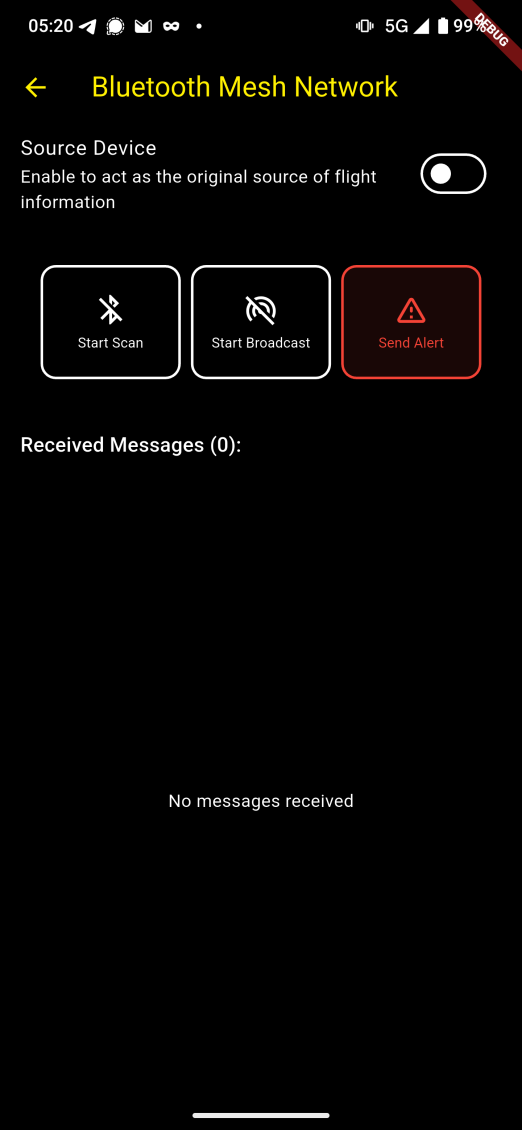 05:20
5G
99%
DEBUG
Bluetooth Mesh Network
Source Device
Enable to act as the original source of flight
information
Start Scan
Start Broadcast
Send Alert
Received Messages (0):
No messages received